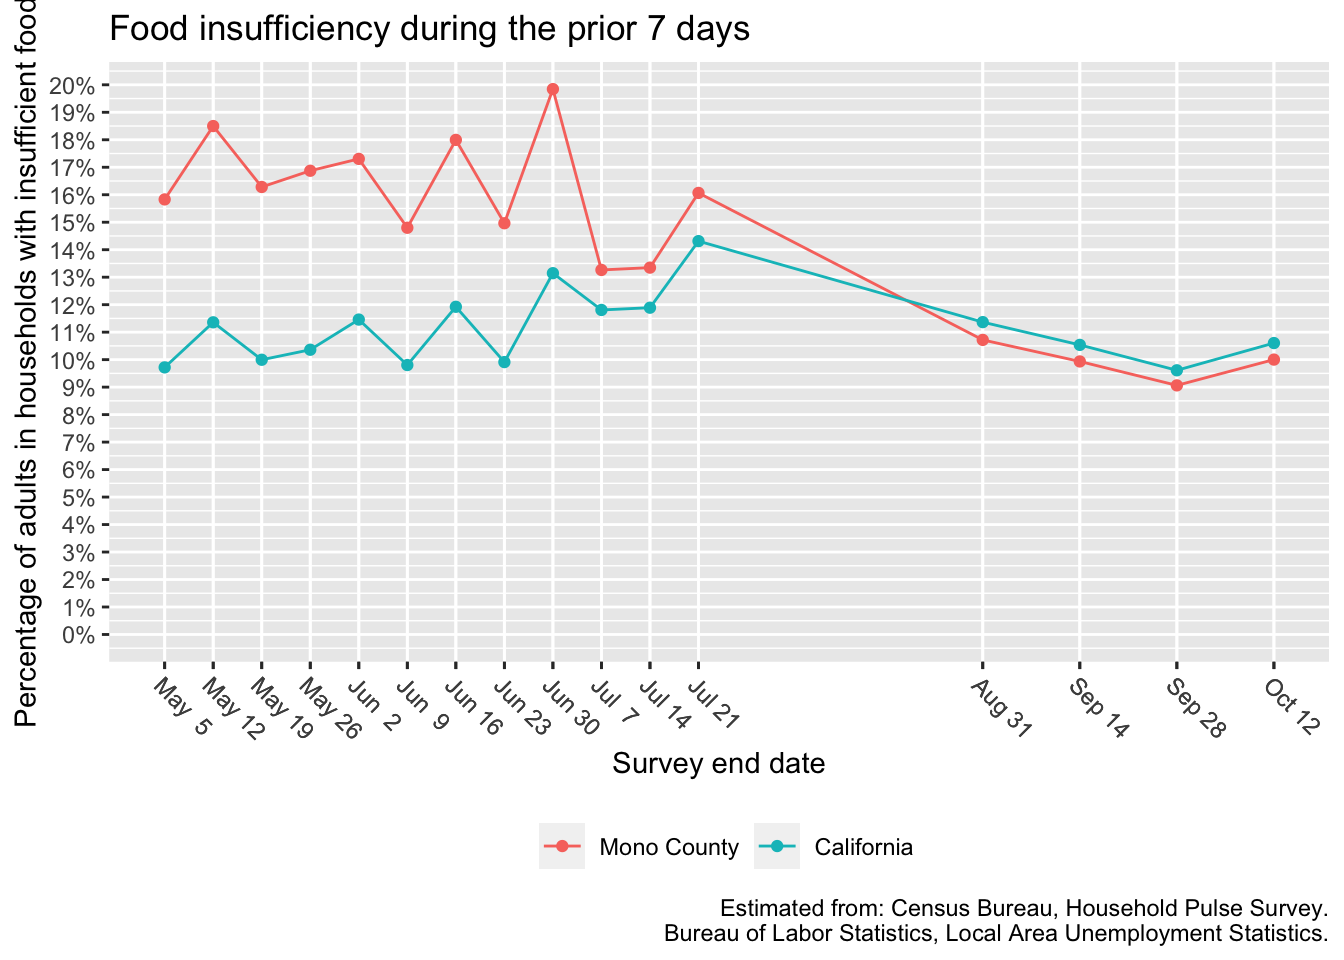 Food insufficiency during the prior 7 days
Percentage of adults in households with insufficient food
20%
19%
18%
17%
16%
15%
14%
13%
12%
11%
10%
9%
8%
7%
6%
5%
4%
3%
2%
1%
0%
May 5
May 12
May 19
May 26
Jun 2
Jun 9
Jun 16
Jun 23
Jun 30
Jul 7
Jul 14
Jul 21
Aug 31
Sep 14
Sep 28
Oct 12
Survey end date
Mono County
California
Estimated from: Census Bureau, Household Pulse Survey.
Bureau of Labor Statistics, Local Area Unemployment Statistics.